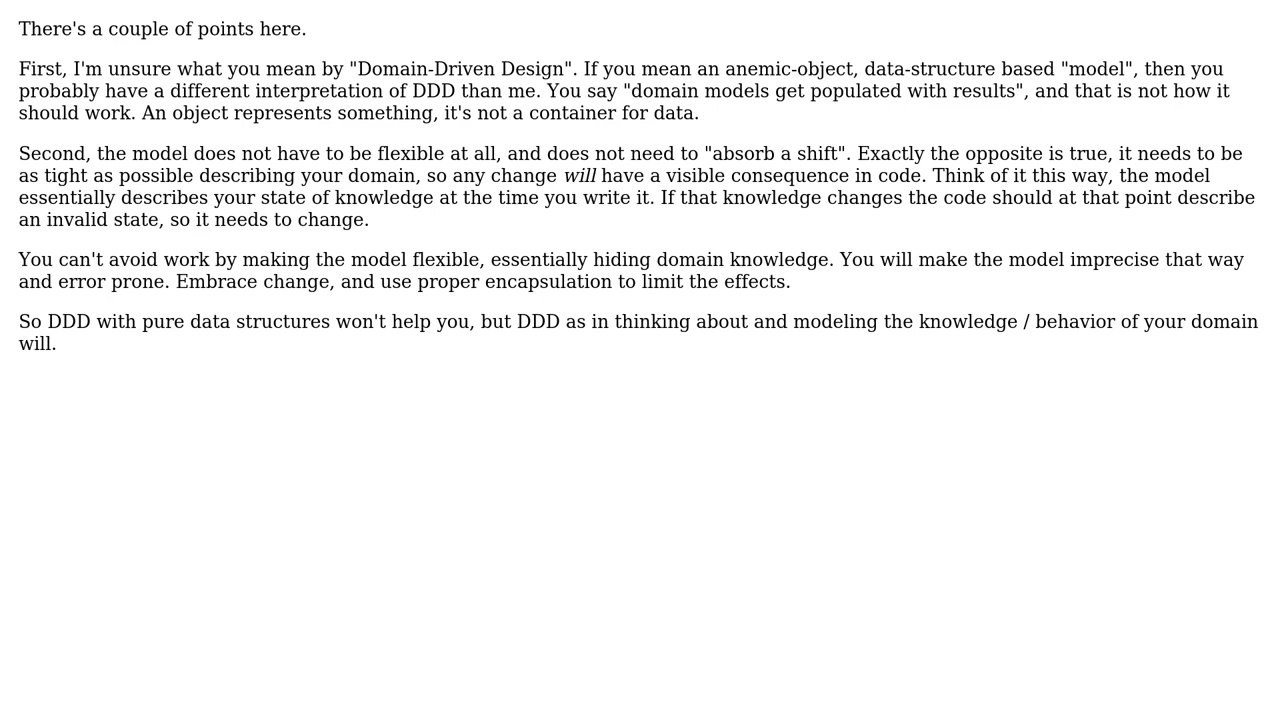 There's a couple of points here.
First, I'm unsure what you mean by "Domain-Driven Design". If you mean an anemic-object, data-structure based "model", then you
probably have a different interpretation of DDD than me. You say "domain models get populated with results", and that is not how it
should work. An object represents something, it's not a container for data.
Second, the model does not have to be flexible at all, and does not need to "absorb a shift". Exactly the opposite is true, it needs to be
as tight as possible describing your domain, so any change will have a visible consequence in code. Think of it this way, the model
essentially describes your state of knowledge at the time you write it. If that knowledge changes the code should at that point describe
an invalid state, so it needs to change.
You can't avoid work by making the model flexible, essentially hiding domain knowledge. You will make the model imprecise that way
and error prone. Embrace change, and use proper encapsulation to limit the effects.
So DDD with pure data structures won't help you, but DDD as in thinking about and modeling the knowledge / behavior of your domain
will.